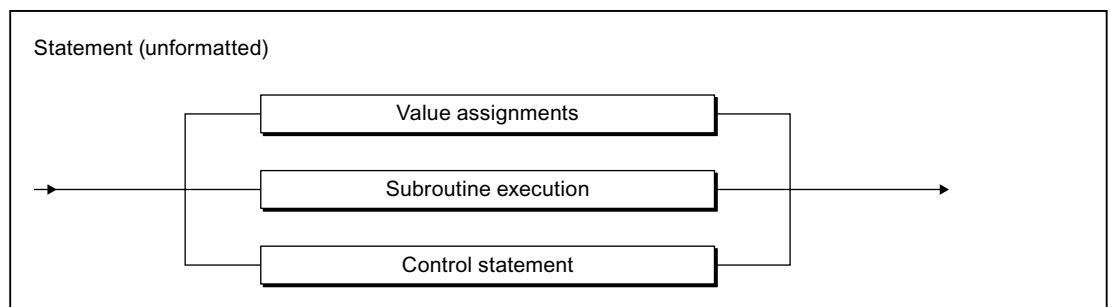 Statement (unformatted)
Value assignments
Subroutine execution
Control statement